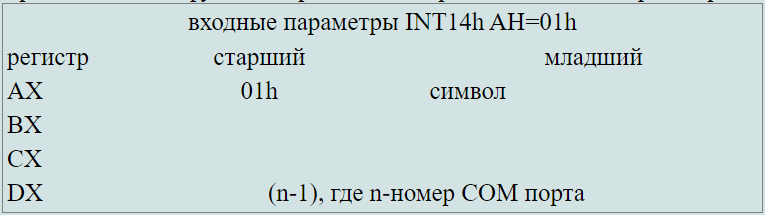 входные параметры INT14h AH=01h
регистр старший младший
AX 01h символ
BX
CX
DX (n-1), где n-номер COM порта